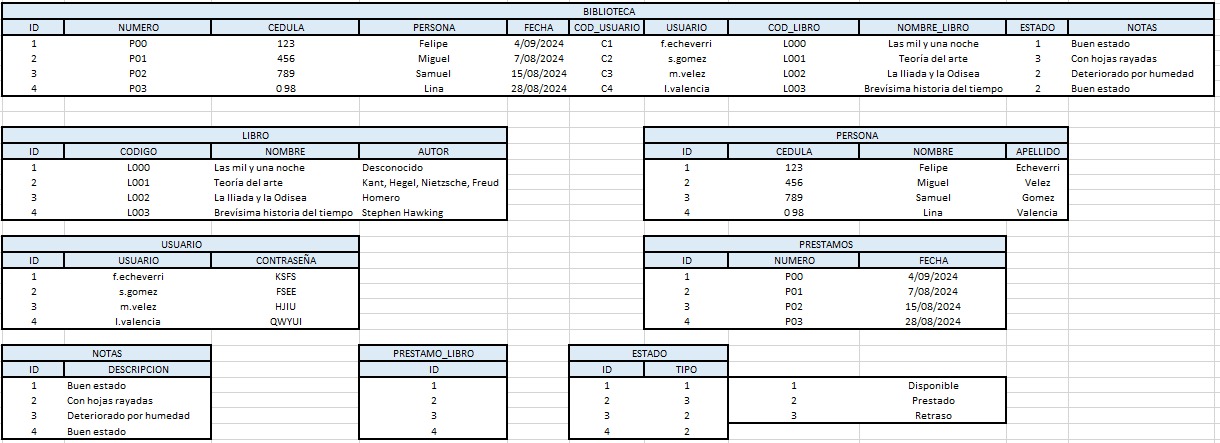 BIBLIOTECA
ID NUMERO CEDULA PERSONA FECHA COD_USUARIO USUARIO COD_LIBRO NOMBRE_LIBRO ESTADO NOTAS
1 P00 123 Felipe 4/09/2024 C1 f.echeverri L000 Las mil y una noche 1 Buen estado
2 P01 456 Miguel 7/08/2024 C2 s.gomez L001 Teoría del arte 3 Con hojas rayadas
3 P02 789 Samuel 15/08/2024 C3 m.velez L002 La Iliada y la Odisea 2 Deteriorado por humedad
4 P03 098 Lina 28/08/2024 C4 l.valencia L003 Brevísima historia del tiempo 2 Buen estado
LIBRO
ID CODIGO NOMBRE AUTOR
1 L000 Las mil y una noche Desconocido
2 L001 Teoría del arte Kant, Hegel, Nietzsche, Freud
3 L002 La Iliada y la Odisea Homero
4 L003 Brevísima historia del tiempo Stephen Hawking
PERSONA
ID CEDULA NOMBRE APELLIDO
1 123 Felipe Echeverri
2 456 Miguel Velez
3 789 Samuel Gomez
4 098 Lina Valencia
USUARIO
ID USUARIO CONTRASEÑA
1 f.echeverri KSFS
2 s.gomez FSEE
3 m.velez HJIU
4 l.valencia QWYUI
PRESTAMOS
ID NUMERO FECHA
1 P00 4/09/2024
2 P01 7/08/2024
3 P02 15/08/2024
4 P03 28/08/2024
NOTAS
ID DESCRIPCION
1 Buen estado
2 Con hojas rayadas
3 Deteriorado por humedad
4 Buen estado
PRESTAMO_LIBRO
ID
1
2
3
4
ESTADO
ID TIPO
1 1
2 3
3 2
4 2
1 Disponible
2 Prestado
3 Retraso